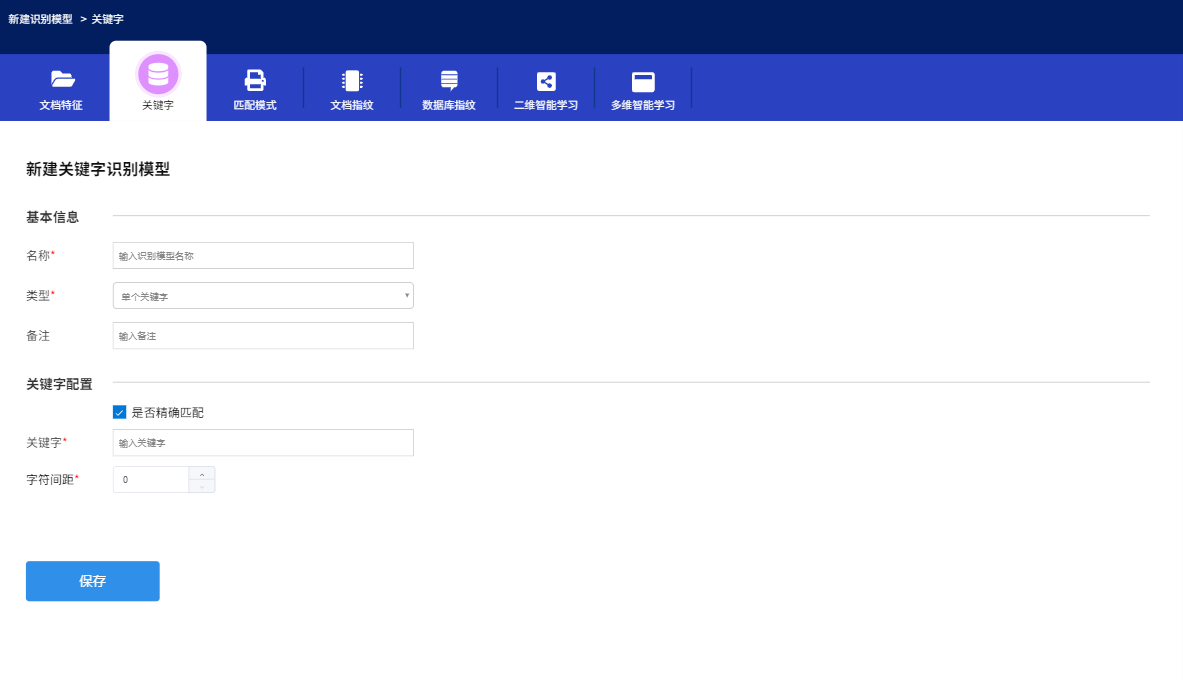 新建识别模型 > 关键字
文档特征 关键字 匹配模式 文档指纹 数据库指纹 二维智能学习 多维智能学习
新建关键字识别模型
基本信息
名称* 输入识别模型名称
类型* 单个关键字
备注 输入备注
关键字配置
是否精确匹配
关键字* 输入关键字
字符间距* 0
保存